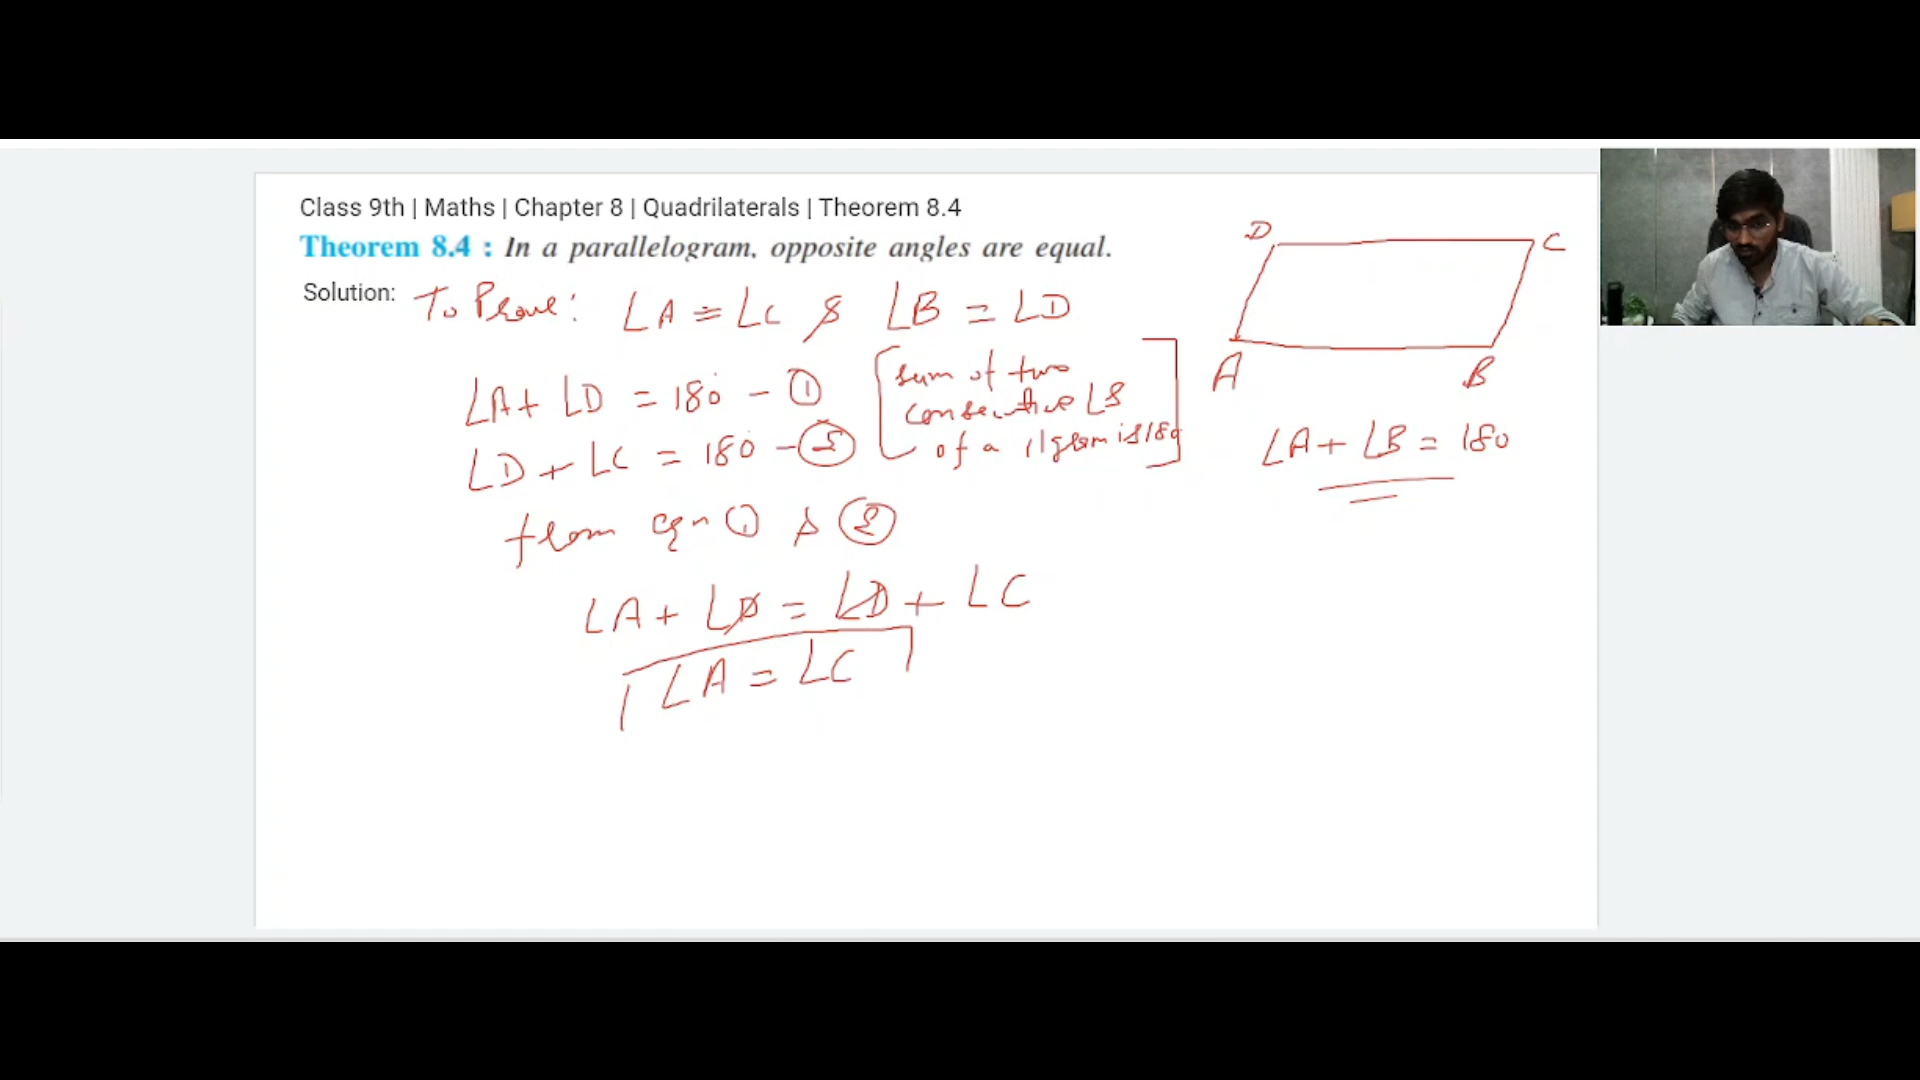 Class 9th | Maths | Chapter 8 | Quadrilaterals | Theorem 8.4
Theorem 8.4 : In a parallelogram, opposite angles are equal.
Solution: To Prove: ∠A = ∠C & ∠B = ∠D
∠A + ∠D = 180° - ①
∠D + ∠C = 180° - ②
[sum of two
consecutive ∠s
of a ||gram is 180]
from eqn ① & ②
∠A + ∠D = ∠D + ∠C
∠A = ∠C
D C
A B
∠A + ∠B = 180